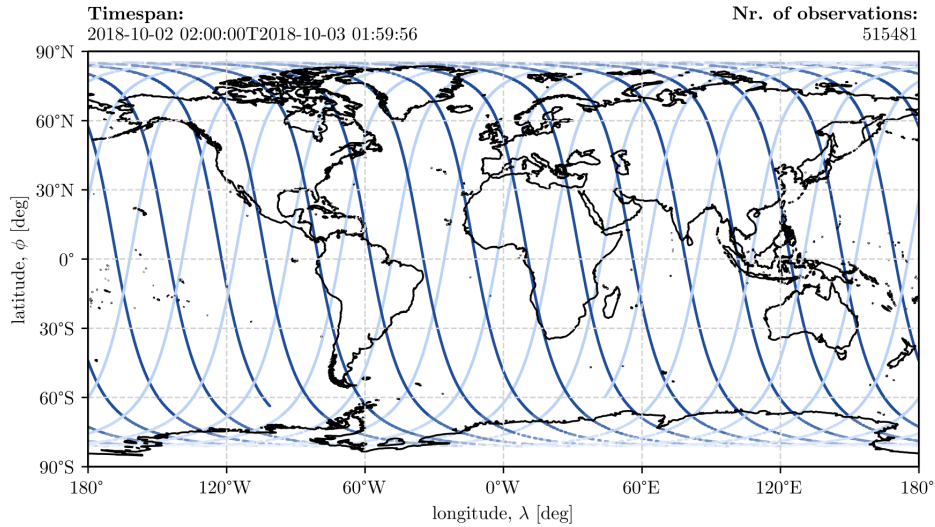 Timespan:
Nr. of observations:
2018-10-02 02:00:00T2018-10-03 01:59:56
515481
90°N
60°N
30°N
0°
30°S
60°S
90°S
latitude, ϕ [deg]
180°
120°W
60°W
0°W
60°E
120°E
180°
longitude, λ [deg]